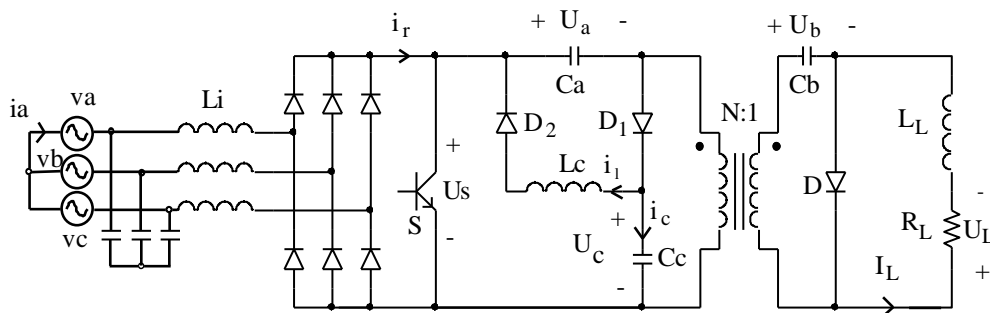 i_r
+ U_a -
+ U_b -
Ca
Cb
ia
va
Li
D_2
D_1
N:1
L_L
vb
+
Us
-
S
Lc
i_l
i_c
D
vc
+
U_c
-
Cc
R_L
-
U_L
+
I_L